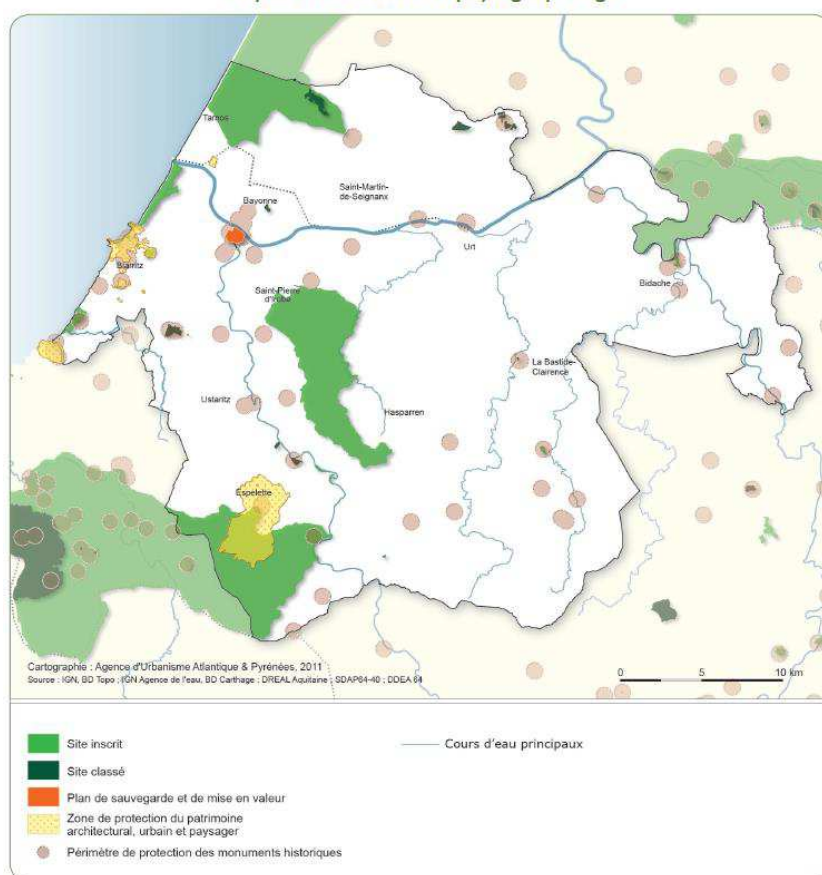 Tarnos
Saint-Martin-
de-Seignanx
Bayonne
Urt
Biarritz
Bidache
Saint-Pierre
d'Irube
La Bastide-
Clairence
Ustaritz
Hasparren
Espelette
Cartographie : Agence d'Urbanisme Atlantique & Pyrénées, 2011
Source : IGN, BD Topo ; IGN Agence de l'eau, BD Carthage ; DREAL Aquitaine ; SDAP64-40 ; DDEA 64
0 5 10 km
Site inscrit
Cours d'eau principaux
Site classé
Plan de sauvegarde et de mise en valeur
Zone de protection du patrimoine
architectural, urbain et paysager
Périmètre de protection des monuments historiques